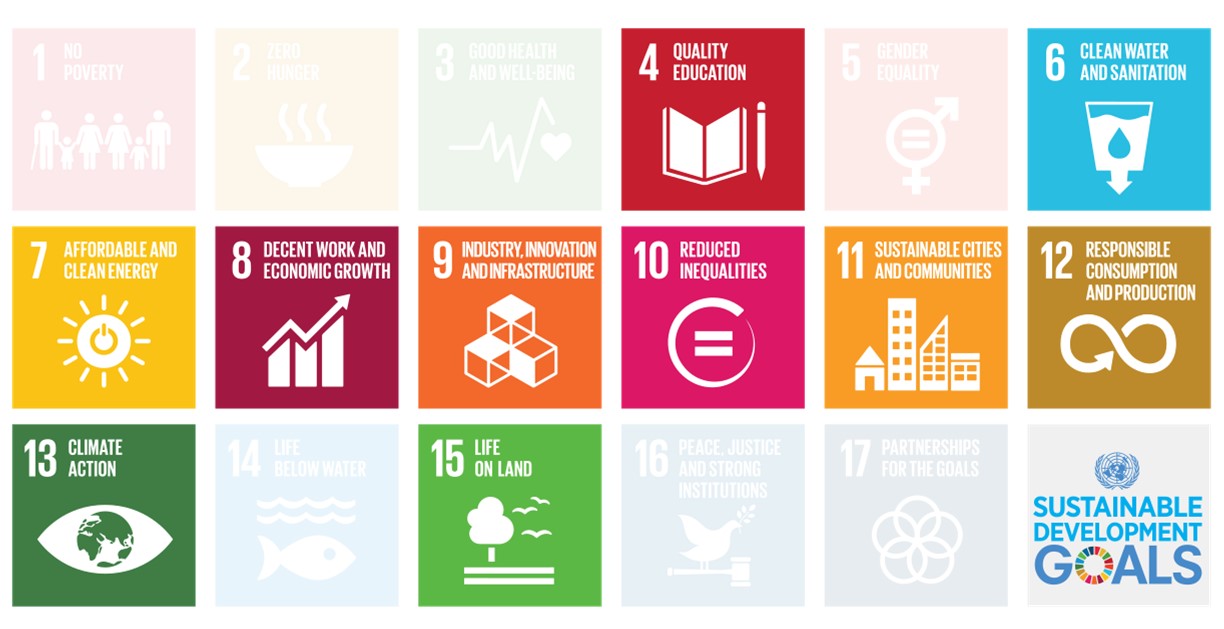 1 NO
POVERTY
2 ZERO
HUNGER
3 GOOD HEALTH
AND WELL-BEING
4 QUALITY
EDUCATION
5 GENDER
EQUALITY
6 CLEAN WATER
AND SANITATION
7 AFFORDABLE AND
CLEAN ENERGY
8 DECENT WORK AND
ECONOMIC GROWTH
9 INDUSTRY, INNOVATION
AND INFRASTRUCTURE
10 REDUCED
INEQUALITIES
11 SUSTAINABLE CITIES
AND COMMUNITIES
12 RESPONSIBLE
CONSUMPTION
AND PRODUCTION
13 CLIMATE
ACTION
14 LIFE
BELOW WATER
15 LIFE
ON LAND
16 PEACE, JUSTICE
AND STRONG
INSTITUTIONS
17 PARTNERSHIPS
FOR THE GOALS
SUSTAINABLE
DEVELOPMENT
GOALS